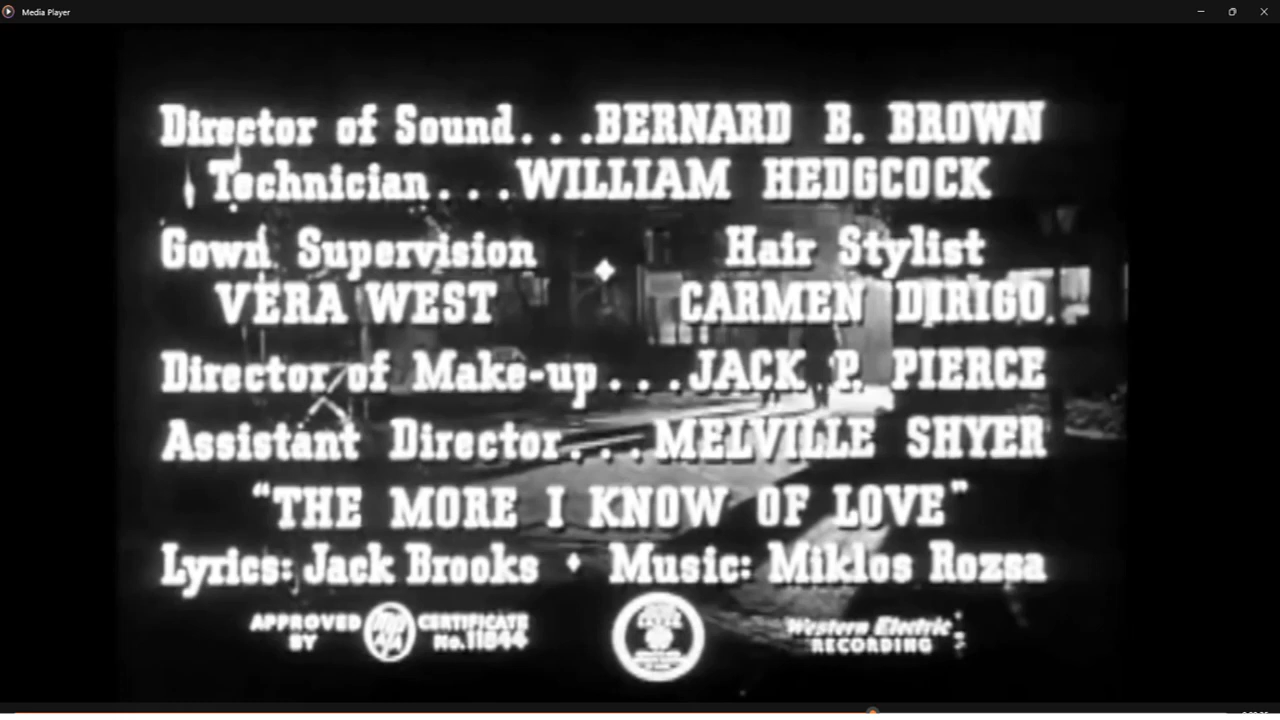 Media Player
Director of Sound...BERNARD B. BROWN
Technician...WILLIAM HEDGCOCK
Gown Supervision
VERA WEST
Hair Stylist
CARMEN DIRIGO
Director of Make-up...JACK P. PIERCE
Assistant Director...MELVILLE SHYER
"THE MORE I KNOW OF LOVE"
Lyrics: Jack Brooks • Music: Miklos Rozsa
APPROVED BY
CERTIFICATE No. 11844
Western Electric
RECORDING